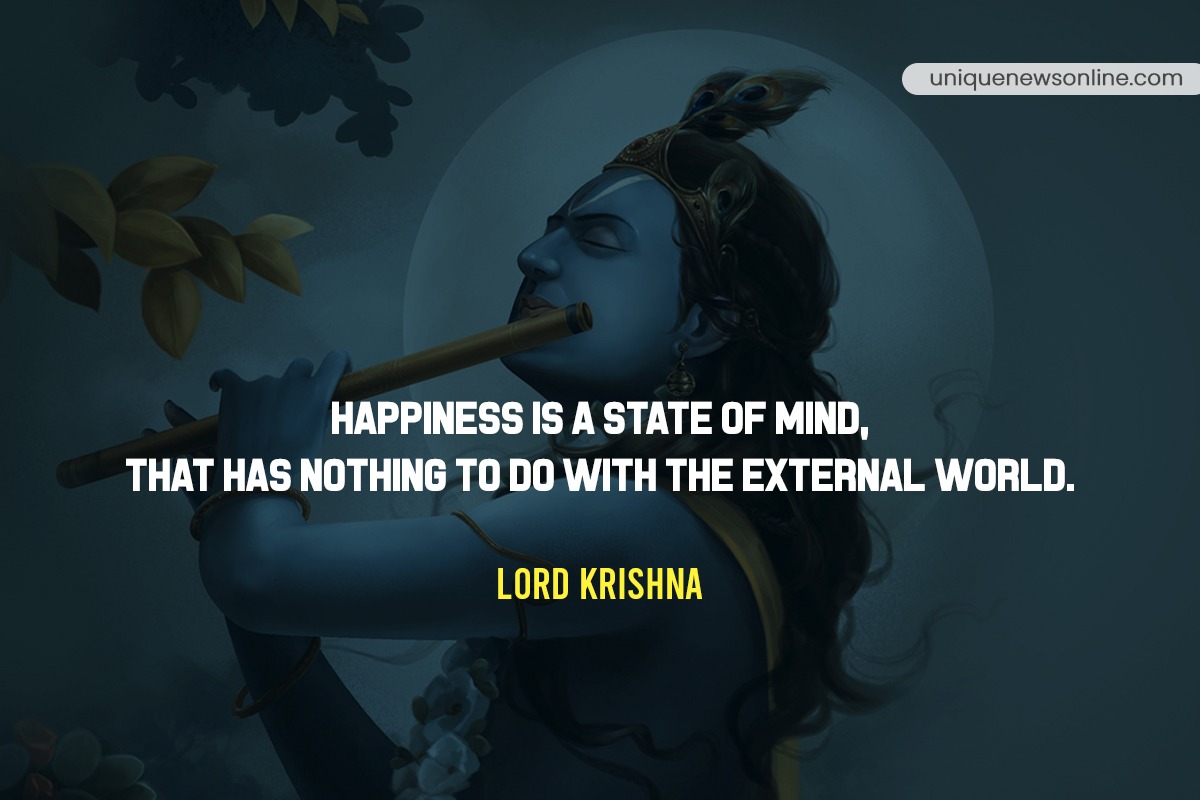 uniquenewsonline.com
HAPPINESS IS A STATE OF MIND,
THAT HAS NOTHING TO DO WITH THE EXTERNAL WORLD.
LORD KRISHNA